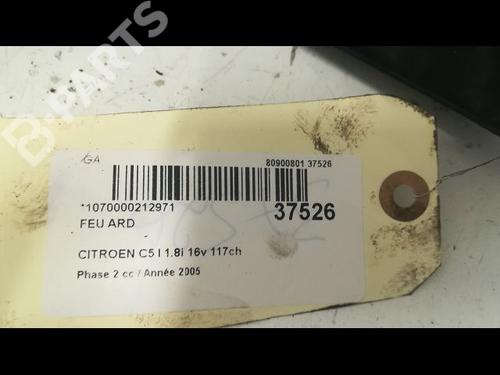 B-PARTS
GA
80900801 37526
*1070000212971
37526
FEU ARD
CITROEN C5 I 1.8i 16v 117ch
Phase 2 cc / Année 2005